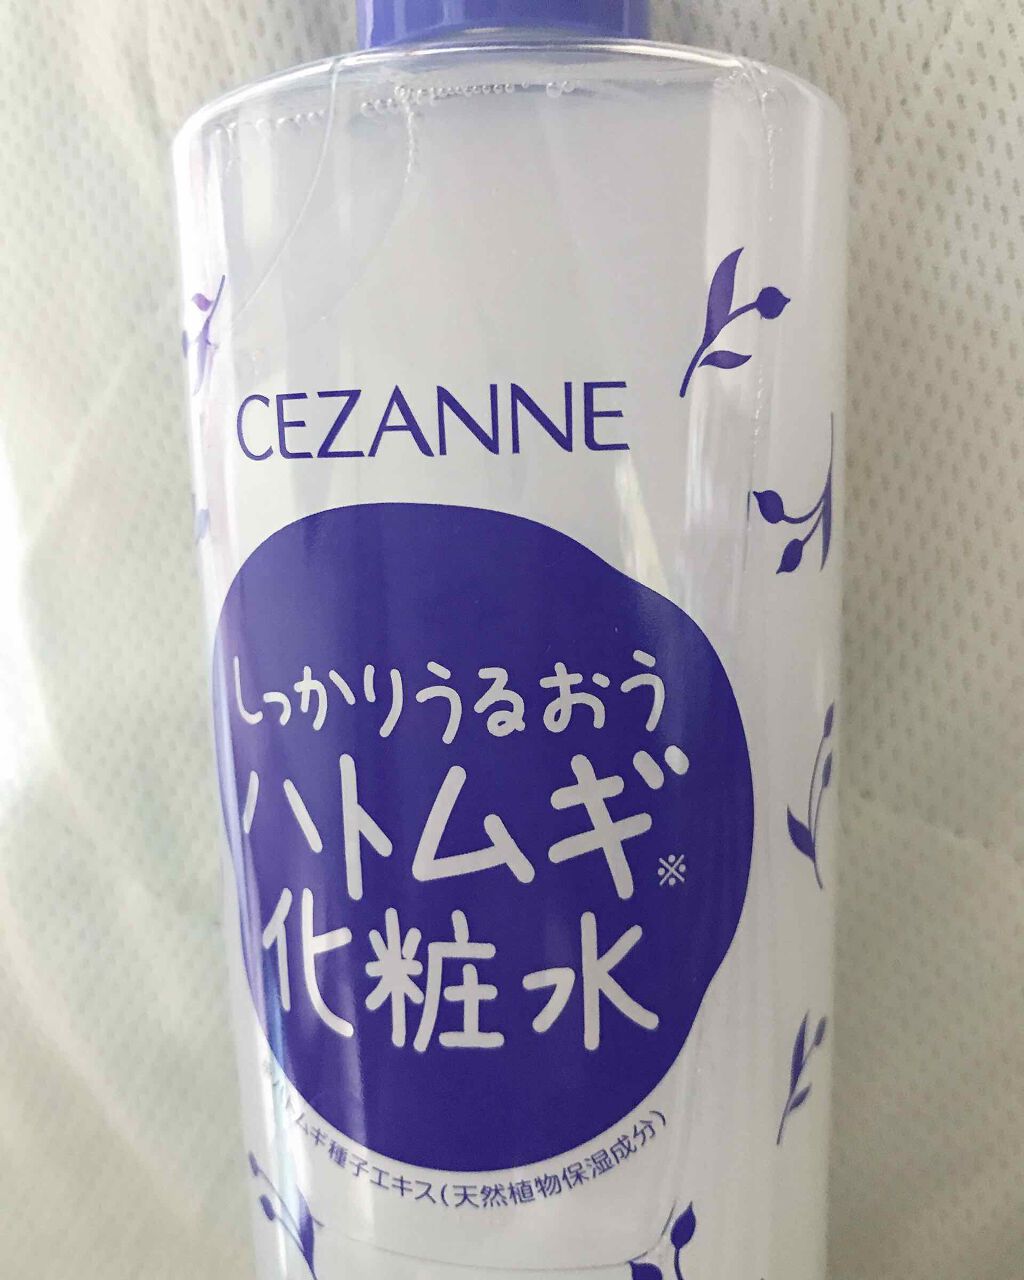 CEZANNE
しっかりうるおう
ハトムギ※
化粧水
※ハトムギ種子エキス(天然植物保湿成分)